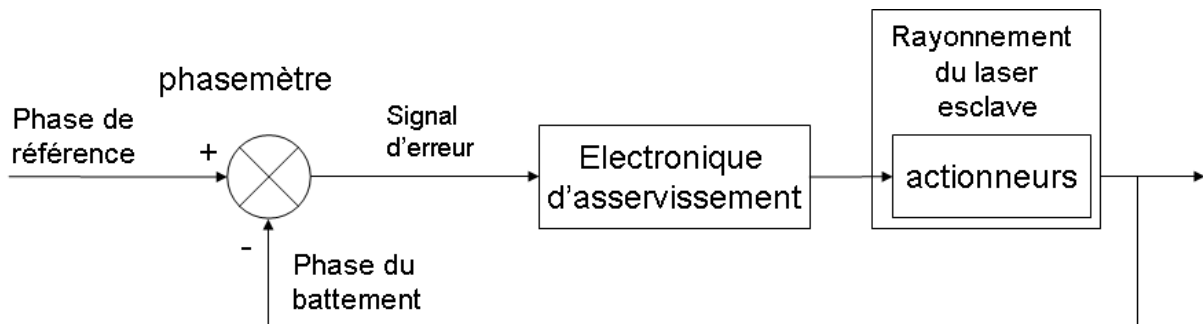 phasemètre
Phase de
référence
+
Signal
d'erreur
Electronique
d'asservissement
Rayonnement
du laser
esclave
actionneurs
-
Phase du
battement